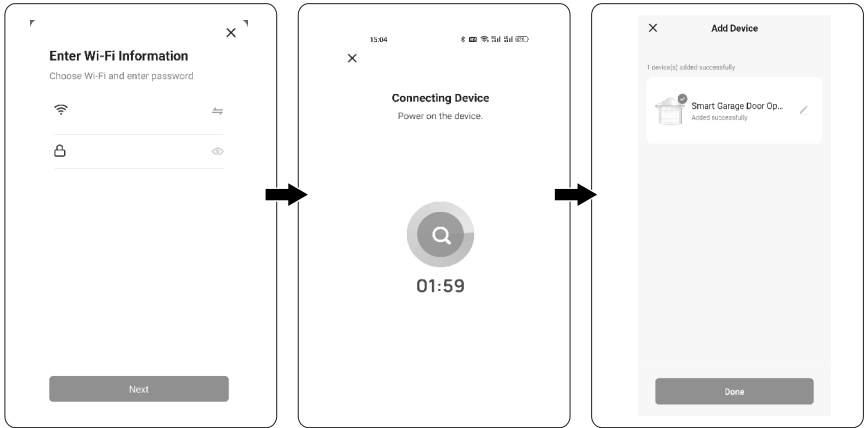 Enter Wi-Fi Information
Choose Wi-Fi and enter password
Next
15:04
Connecting Device
Power on the device.
01:59
Add Device
1 device(s) added successfully
Smart Garage Door Op...
Added successfully
Done